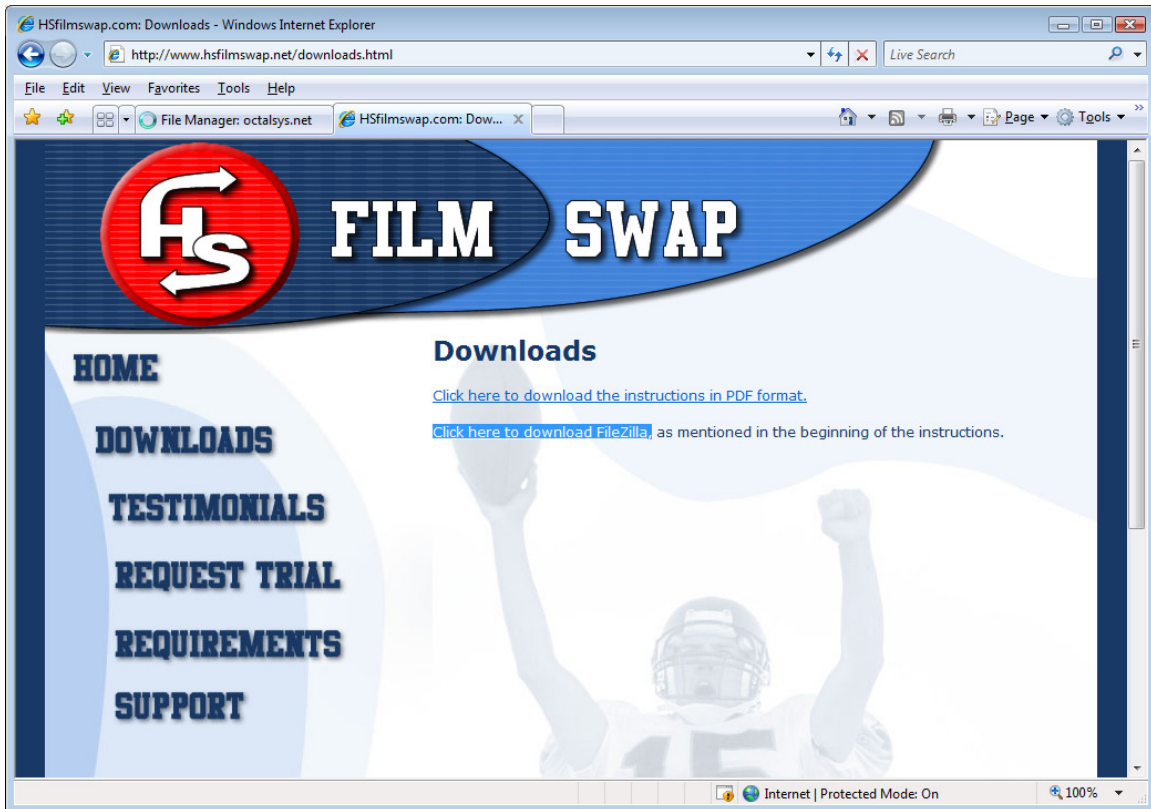 HSfilmswap.com: Downloads - Windows Internet Explorer
http://www.hsfilmswap.net/downloads.html
Live Search
File Edit View Favorites Tools Help
File Manager: octalsys.net
HSfilmswap.com: Dow...
Page
Tools
HS
FILM SWAP
HOME
DOWNLOADS
TESTIMONIALS
REQUEST TRIAL
REQUIREMENTS
SUPPORT
Downloads
Click here to download the instructions in PDF format.
Click here to download FileZilla, as mentioned in the beginning of the instructions.
15
Internet | Protected Mode: On
100%